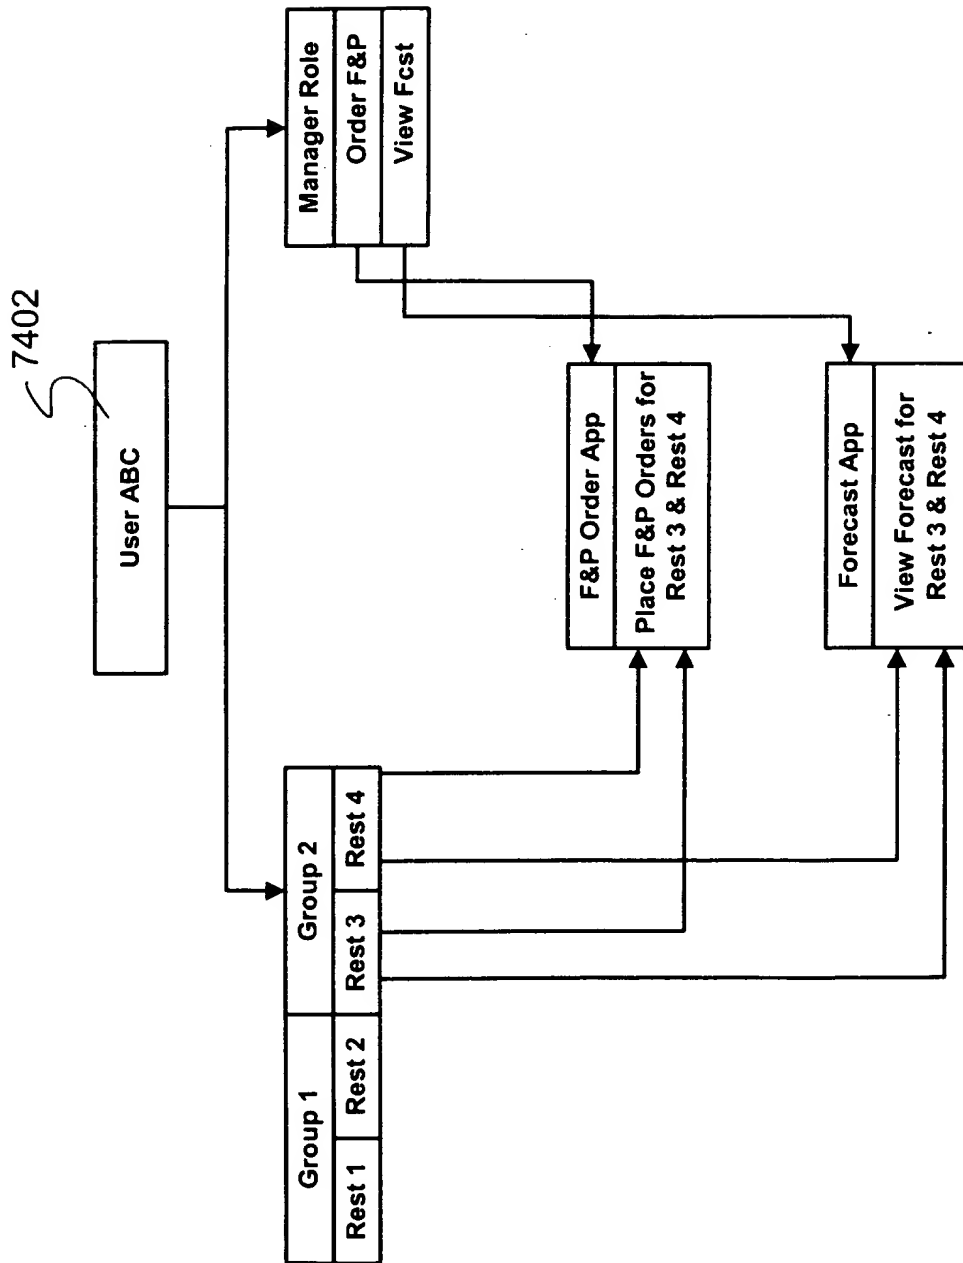 7402
User ABC
Group 1
Group 2
Rest 1
Rest 2
Rest 3
Rest 4
Manager Role
Order F&P
View Fcst
F&P Order App
Place F&P Orders for
Rest 3 & Rest 4
Forecast App
View Forecast for
Rest 3 & Rest 4